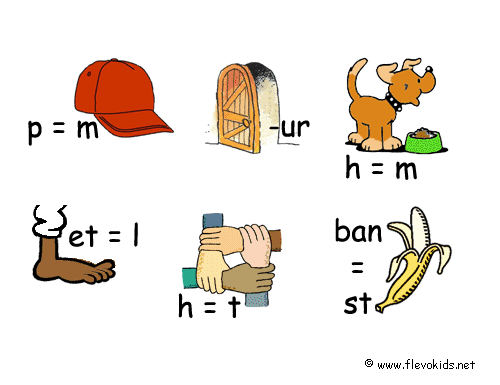 p = m
-ur
h = m
et = l
h = t
ban
=
st
© www.flevokids.net